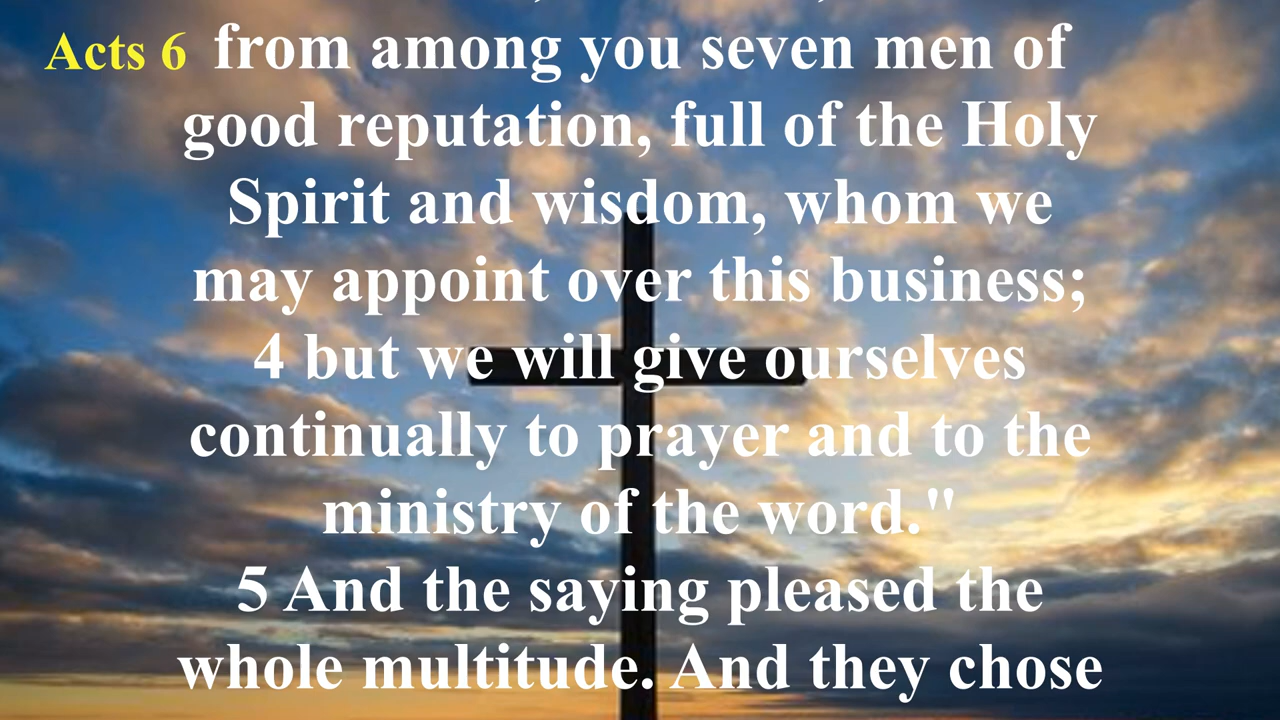 Acts 6 from among you seven men of
good reputation, full of the Holy
Spirit and wisdom, whom we
may appoint over this business;
4 but we will give ourselves
continually to prayer and to the
ministry of the word."
5 And the saying pleased the
whole multitude. And they chose